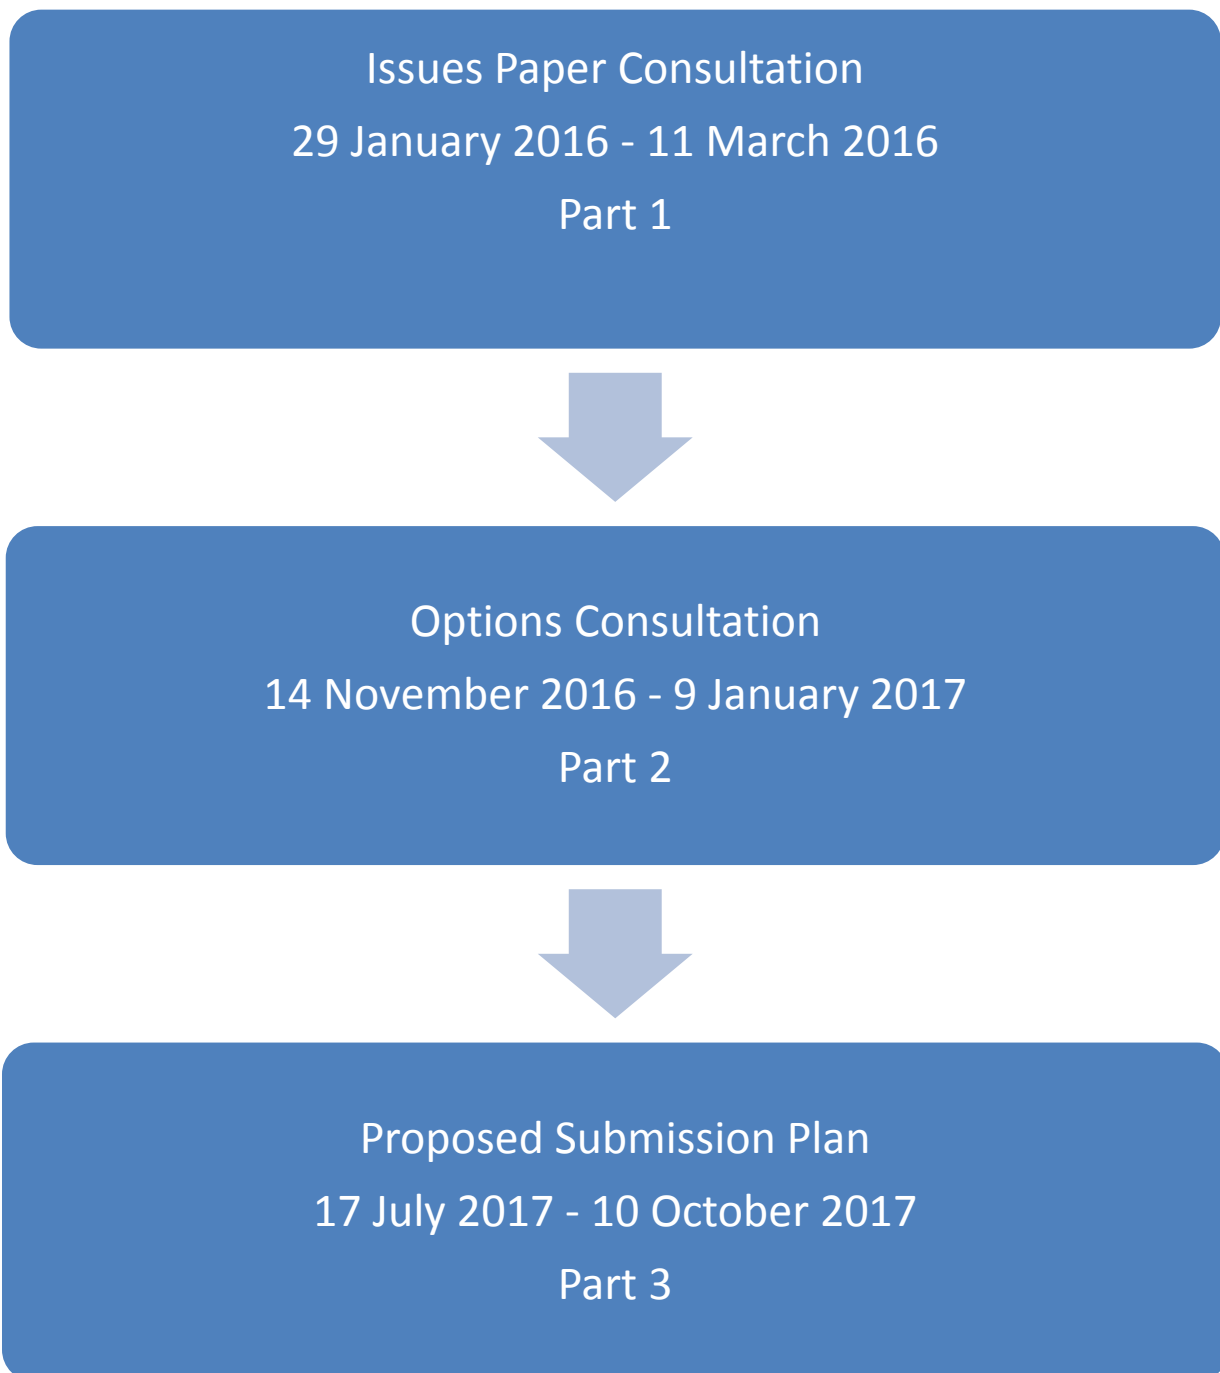 Issues Paper Consultation
29 January 2016 - 11 March 2016
Part 1
Options Consultation
14 November 2016 - 9 January 2017
Part 2
Proposed Submission Plan
17 July 2017 - 10 October 2017
Part 3